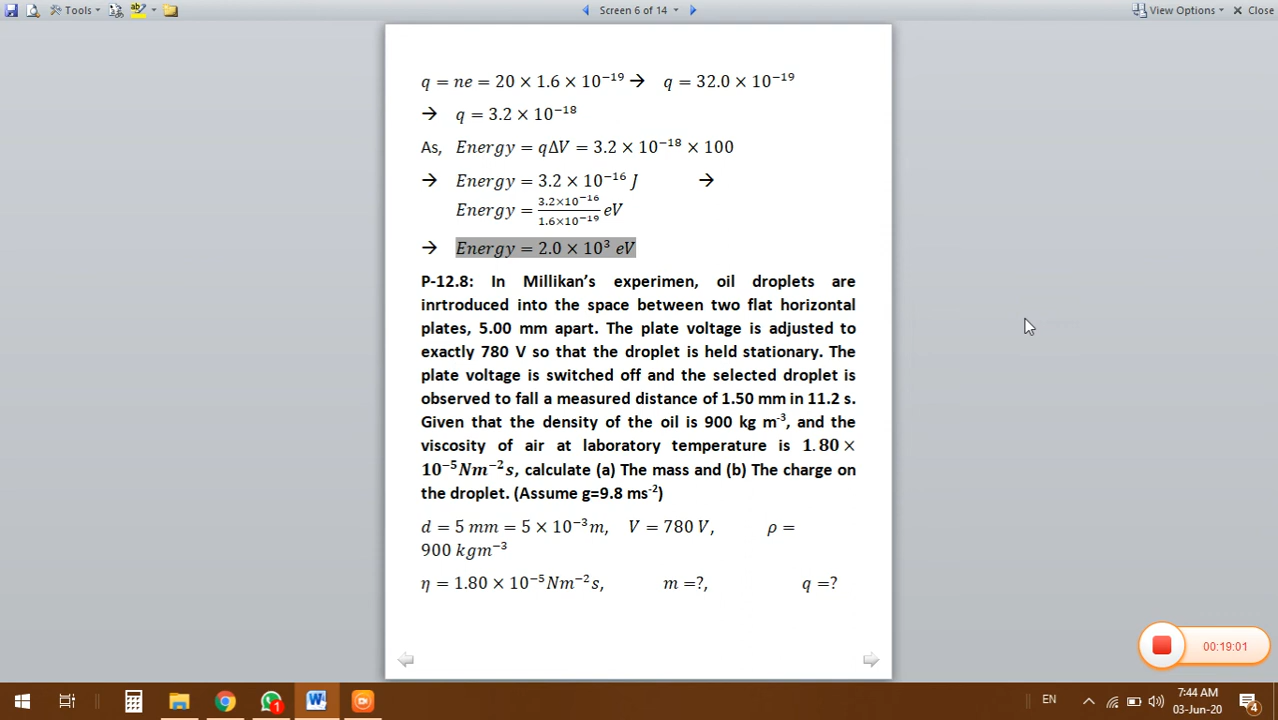 Tools
Screen 6 of 14
View Options
Close
q = ne = 20 × 1.6 × 10⁻¹⁹ → q = 32.0 × 10⁻¹⁹
→ q = 3.2 × 10⁻¹⁸
As, Energy = qΔV = 3.2 × 10⁻¹⁸ × 100
→ Energy = 3.2 × 10⁻¹⁶ J →
Energy = 3.2×10⁻¹⁶/1.6×10⁻¹⁹ eV
→ Energy = 2.0 × 10³ eV
P-12.8: In Millikan's experimen, oil droplets are
inrtroduced into the space between two flat horizontal
plates, 5.00 mm apart. The plate voltage is adjusted to
exactly 780 V so that the droplet is held stationary. The
plate voltage is switched off and the selected droplet is
observed to fall a measured distance of 1.50 mm in 11.2 s.
Given that the density of the oil is 900 kg m⁻³, and the
viscosity of air at laboratory temperature is 1.80 ×
10⁻⁵Nm⁻²s, calculate (a) The mass and (b) The charge on
the droplet. (Assume g=9.8 ms⁻²)
d = 5 mm = 5 × 10⁻³m, V = 780 V, ρ =
900 kgm⁻³
η = 1.80 × 10⁻⁵Nm⁻²s, m =?, q =?
00:19:01
EN
7:44 AM
03-Jun-20
1
4